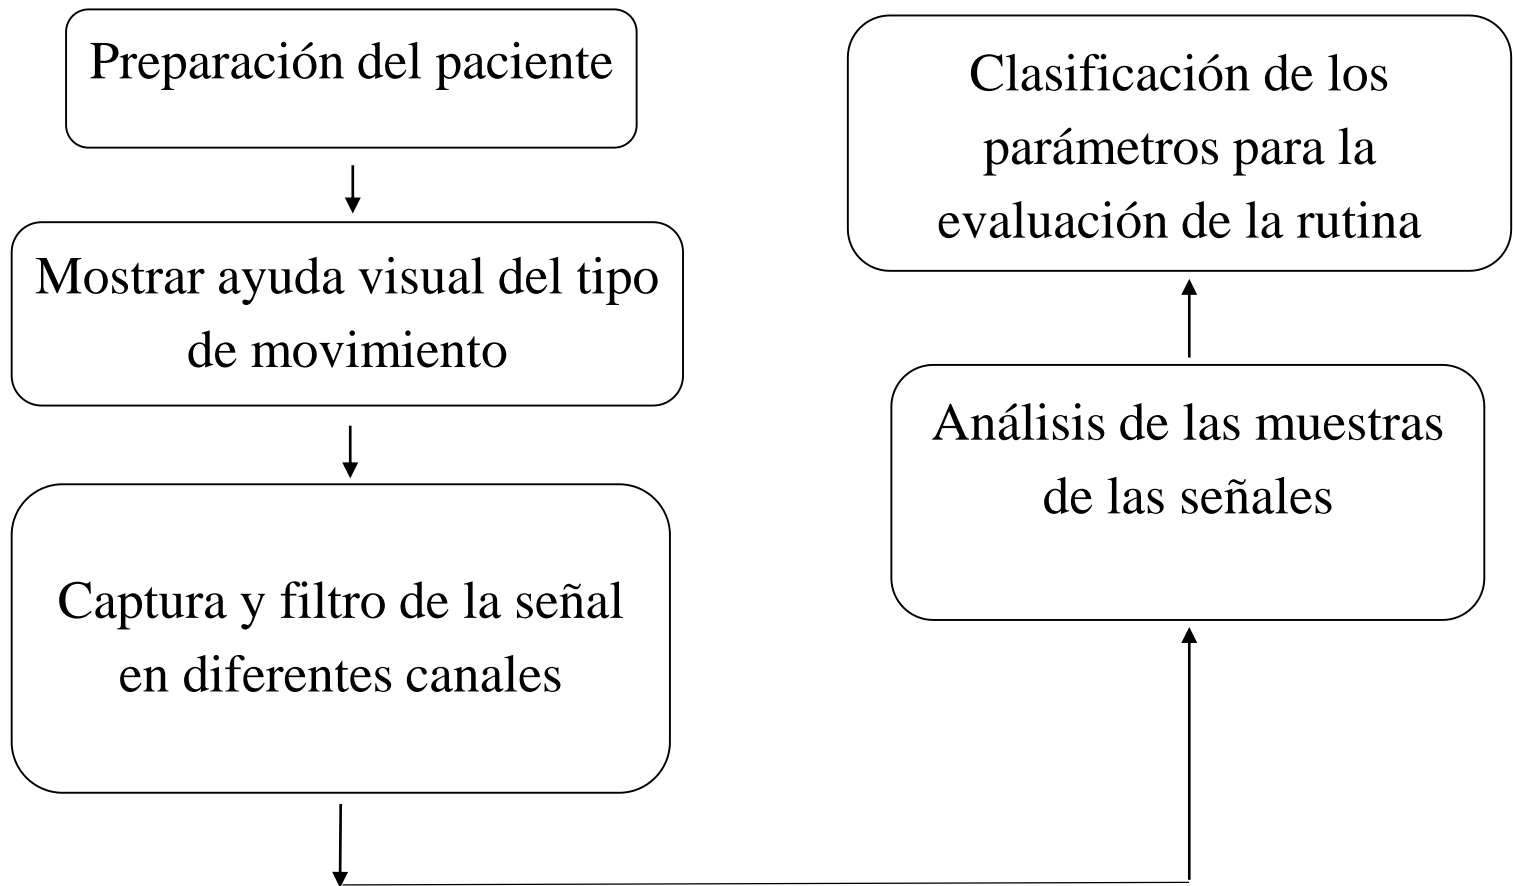 Preparación del paciente
Mostrar ayuda visual del tipo
de movimiento
Captura y filtro de la señal
en diferentes canales
Análisis de las muestras
de las señales
Clasificación de los
parámetros para la
evaluación de la rutina